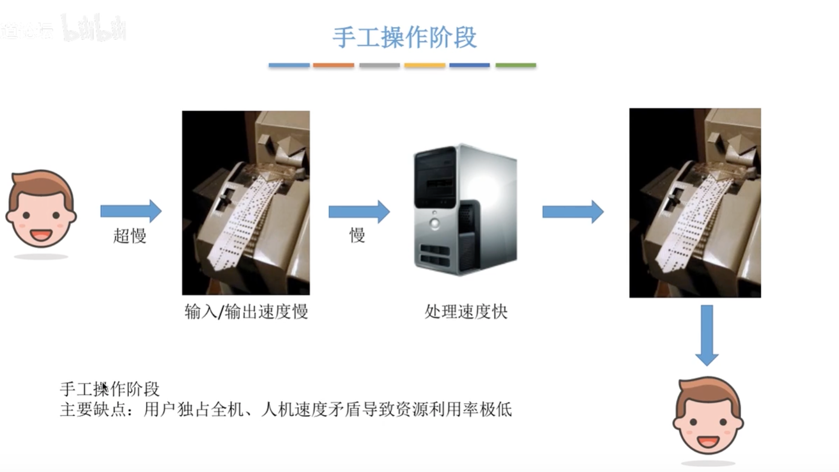 bilibili
手工操作阶段
超慢
慢
输入/输出速度慢
处理速度快
手工操作阶段
主要缺点：用户独占全机、人机速度矛盾导致资源利用率极低